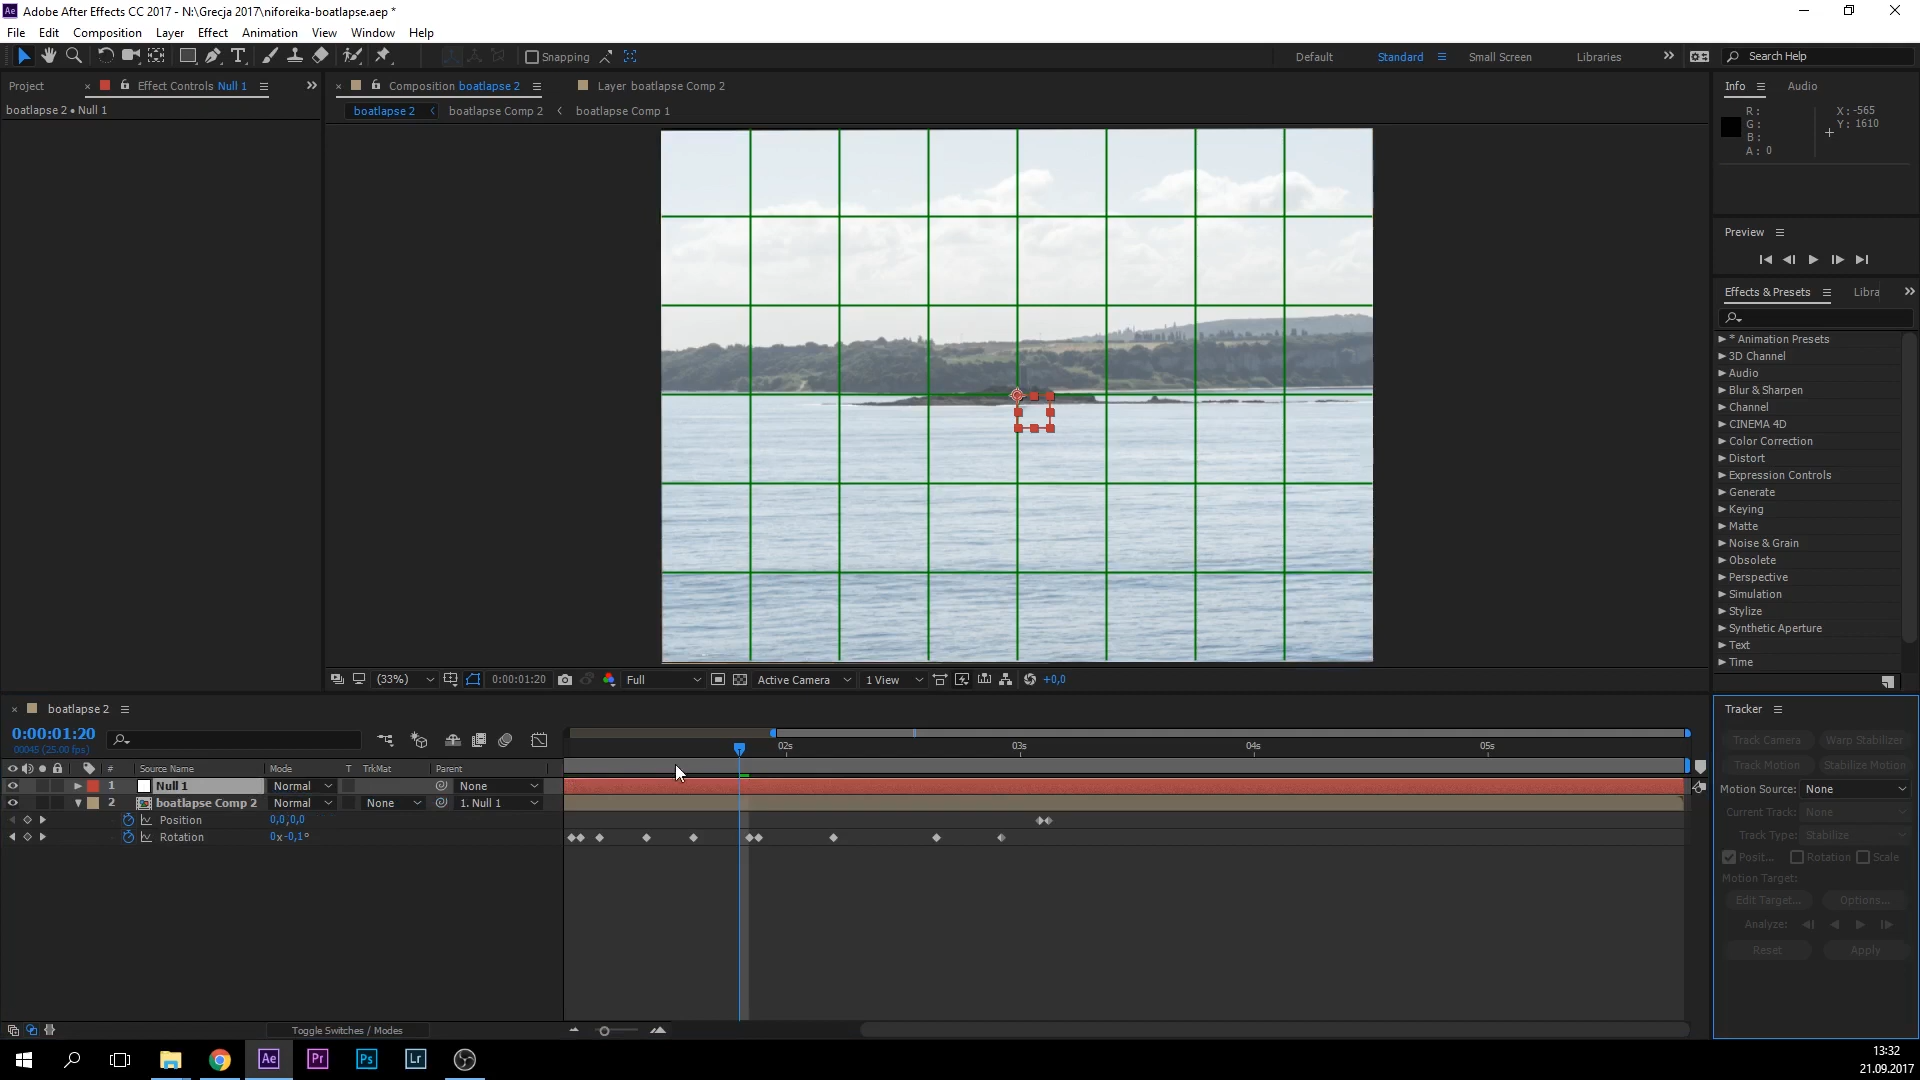 Ae Adobe After Effects CC 2017 - N:\Grecja 2017\niforeika-boatlapse.aep *
File Edit Composition Layer Effect Animation View Window Help
Snapping
Default Standard Small Screen Libraries Search Help
Project Effect Controls Null 1
boatlapse 2 • Null 1
Composition boatlapse 2 Layer boatlapse Comp 2
boatlapse 2 boatlapse Comp 2 boatlapse Comp 1
Info Audio
R :
G :
B :
A : 0
X : -565
Y : 1610
Preview
Effects & Presets Libra
* Animation Presets
3D Channel
Audio
Blur & Sharpen
Channel
CINEMA 4D
Color Correction
Distort
Expression Controls
Generate
Keying
Matte
Noise & Grain
Obsolete
Perspective
Simulation
Stylize
Synthetic Aperture
Text
Time
(33%) 0:00:01:20 Full Active Camera 1 View +0,0
boatlapse 2
0:00:01:20
00045 (25.00 fps)
# Source Name Mode T TrkMat Parent
1 Null 1 Normal None
2 boatlapse Comp 2 Normal None 1. Null 1
Position 0,0,0,0
Rotation 0x-0,1°
02s 03s 04s 05s
Toggle Switches / Modes
Tracker
Track Camera Warp Stabilizer
Track Motion Stabilize Motion
Motion Source: None
Current Track: None
Track Type: Stabilize
Posit... Rotation Scale
Motion Target:
Edit Target... Options...
Analyze:
Reset Apply
Ae Pr Ps Lr
13:32
21.09.2017